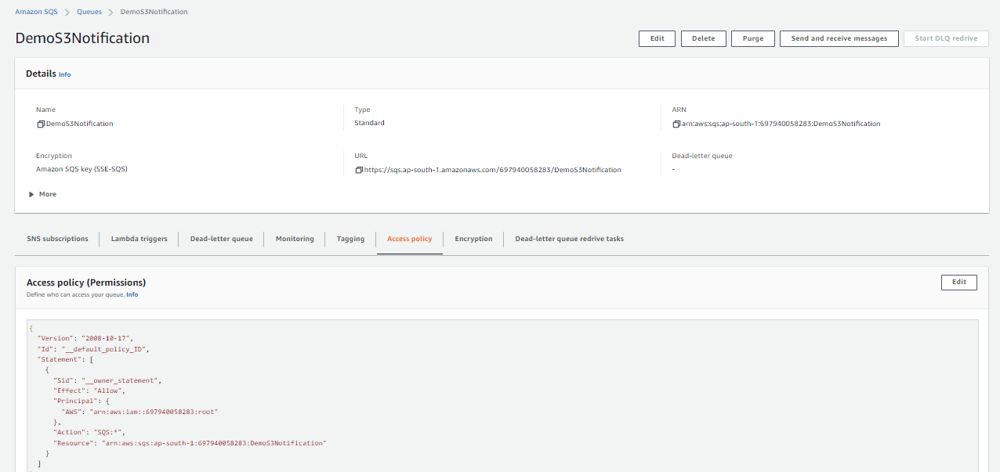 Amazon SQS > Queues > DemoS3Notification
DemoS3Notification
Edit Delete Purge Send and receive messages Start DLQ redrive
Details Info
Name Type ARN
DemoS3Notification Standard arn:aws:sqs:ap-south-1:697940058283:DemoS3Notification
Encryption URL Dead-letter queue
Amazon SQS key (SSE-SQS) https://sqs.ap-south-1.amazonaws.com/697940058283/DemoS3Notification -
More
SNS subscriptions Lambda triggers Dead-letter queue Monitoring Tagging Access policy Encryption Dead-letter queue redrive tasks
Access policy (Permissions) Edit
Define who can access your queue. Info
{
  "Version": "2008-10-17",
  "Id": "__default_policy_ID",
  "Statement": [
    {
      "Sid": "__owner_statement",
      "Effect": "Allow",
      "Principal": {
        "AWS": "arn:aws:iam::697940058283:root"
      },
      "Action": "SQS:*",
      "Resource": "arn:aws:sqs:ap-south-1:697940058283:DemoS3Notification"
    }
  ]